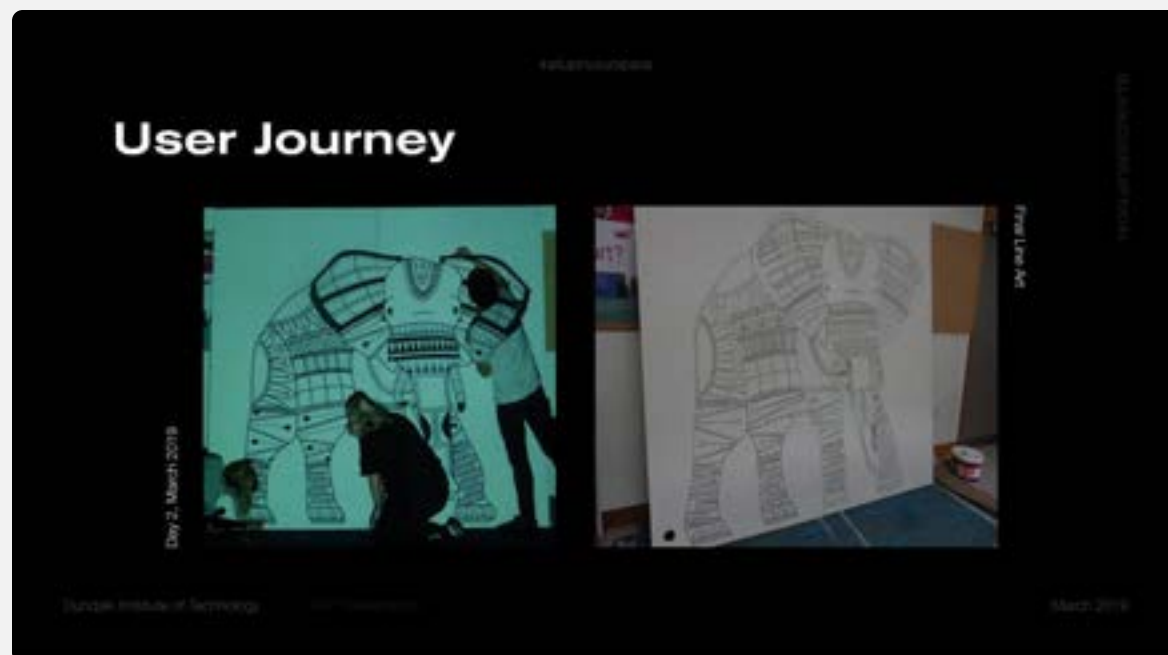 User Journey
Final Line Art
Day 2, March 2019
Dundalk Institute of Technology
March 2019